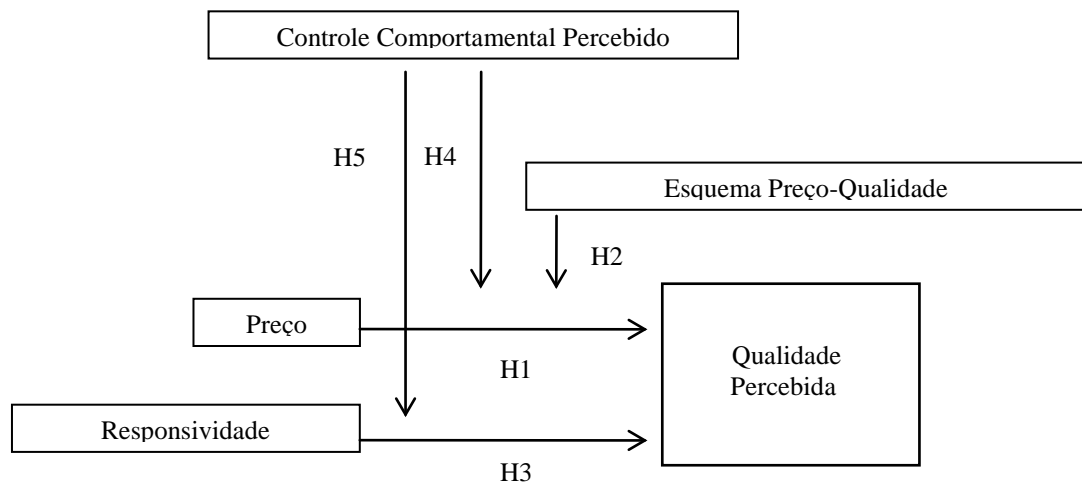 Controle Comportamental Percebido
H5
H4
Esquema Preço-Qualidade
H2
Preço
H1
Qualidade
Percebida
Responsividade
H3